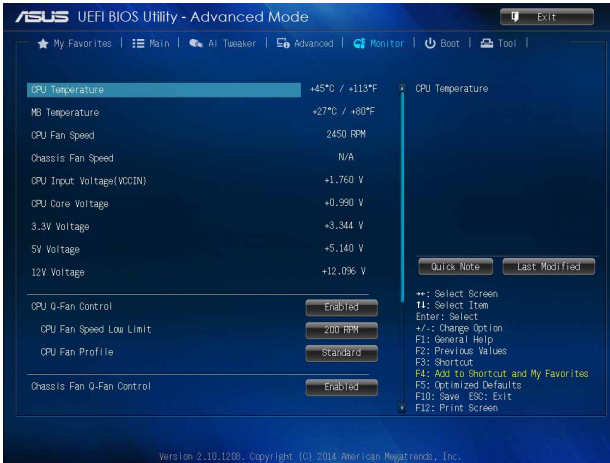 ASUS UEFI BIOS Utility - Advanced Mode
Exit
My Favorites | Main | Ai Tweaker | Advanced | Monitor | Boot | Tool |
CPU Temperature +45°C / +113°F
CPU Temperature
MB Temperature +27°C / +80°F
CPU Fan Speed 2450 RPM
Chassis Fan Speed N/A
CPU Input Voltage(VCCIN) +1.760 V
CPU Core Voltage +0.990 V
3.3V Voltage +3.344 V
5V Voltage +5.140 V
12V Voltage +12.096 V
CPU Q-Fan Control Enabled
CPU Fan Speed Low Limit 200 RPM
CPU Fan Profile Standard
Chassis Fan Q-Fan Control Enabled
Quick Note Last Modified
→←: Select Screen
↑↓: Select Item
Enter: Select
+/-: Change Option
F1: General Help
F2: Previous Values
F3: Shortcut
F4: Add to Shortcut and My Favorites
F5: Optimized Defaults
F10: Save ESC: Exit
F12: Print Screen
Version 2.10.1208. Copyright (C) 2014 American Megatrends, Inc.